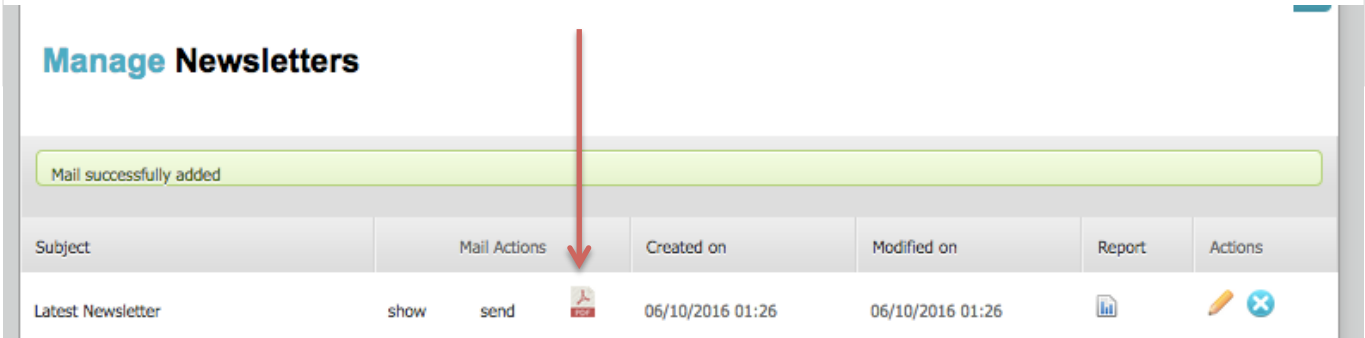 Manage Newsletters
Mail successfully added
Subject Mail Actions Created on Modified on Report Actions
Latest Newsletter show send PDF 06/10/2016 01:26 06/10/2016 01:26